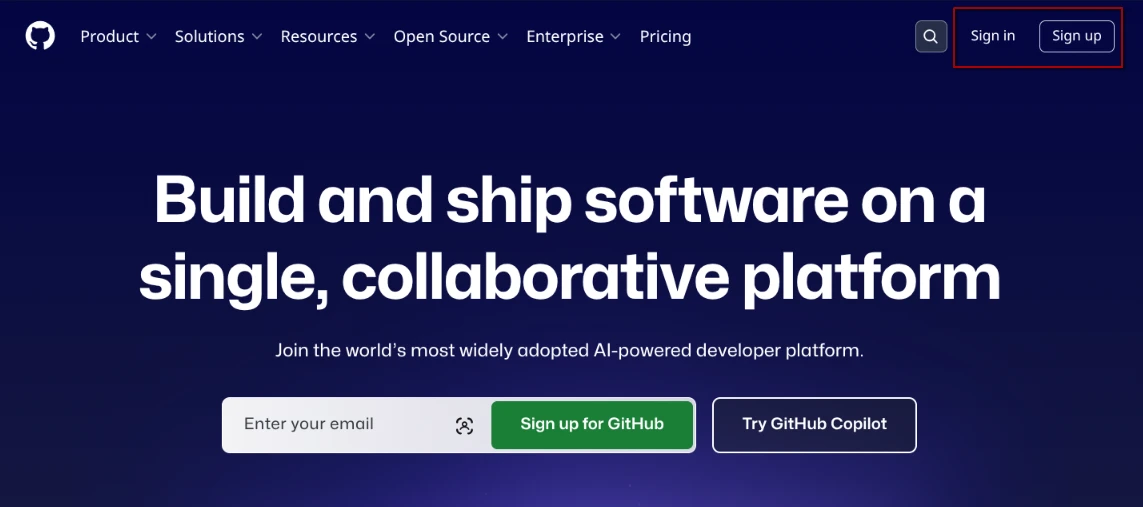 Product Solutions Resources Open Source Enterprise Pricing Sign in Sign up
Build and ship software on a
single, collaborative platform
Join the world’s most widely adopted AI-powered developer platform.
Enter your email Sign up for GitHub Try GitHub Copilot